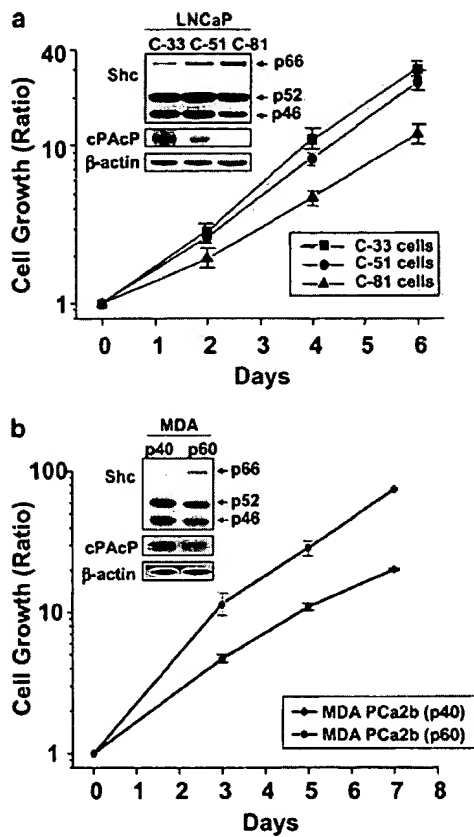 a
LNCaP
C-33 C-51 C-81
Shc
p66
p52
p46
cPAcP
β-actin
Cell Growth (Ratio)
40
10
1
C-33 cells
C-51 cells
C-81 cells
0 1 2 3 4 5 6
Days
b
MDA
p40 p60
Shc
p66
p52
p46
cPAcP
β-actin
Cell Growth (Ratio)
100
10
1
MDA PCa2b (p40)
MDA PCa2b (p60)
0 1 2 3 4 5 6 7 8
Days